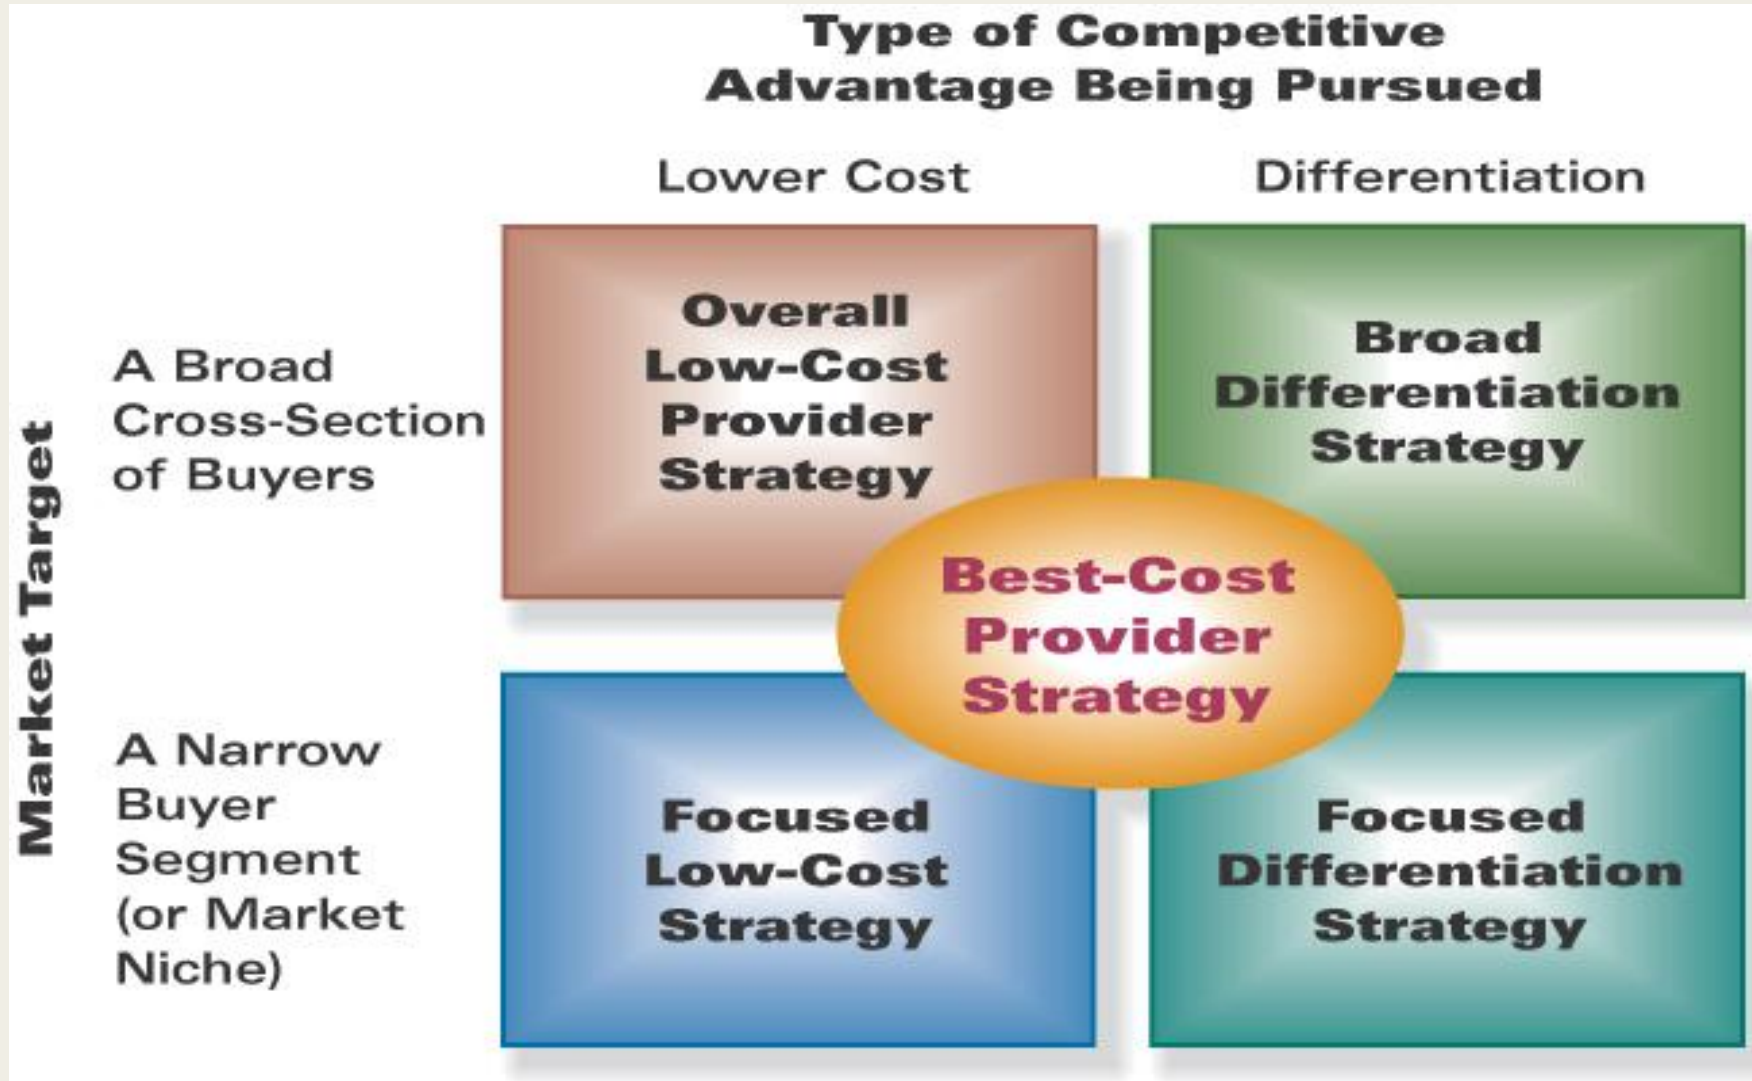 Type of Competitive
Advantage Being Pursued
Lower Cost
Differentiation
Market Target
A Broad
Cross-Section
of Buyers
Overall
Low-Cost
Provider
Strategy
Broad
Differentiation
Strategy
Best-Cost
Provider
Strategy
A Narrow
Buyer
Segment
(or Market
Niche)
Focused
Low-Cost
Strategy
Focused
Differentiation
Strategy